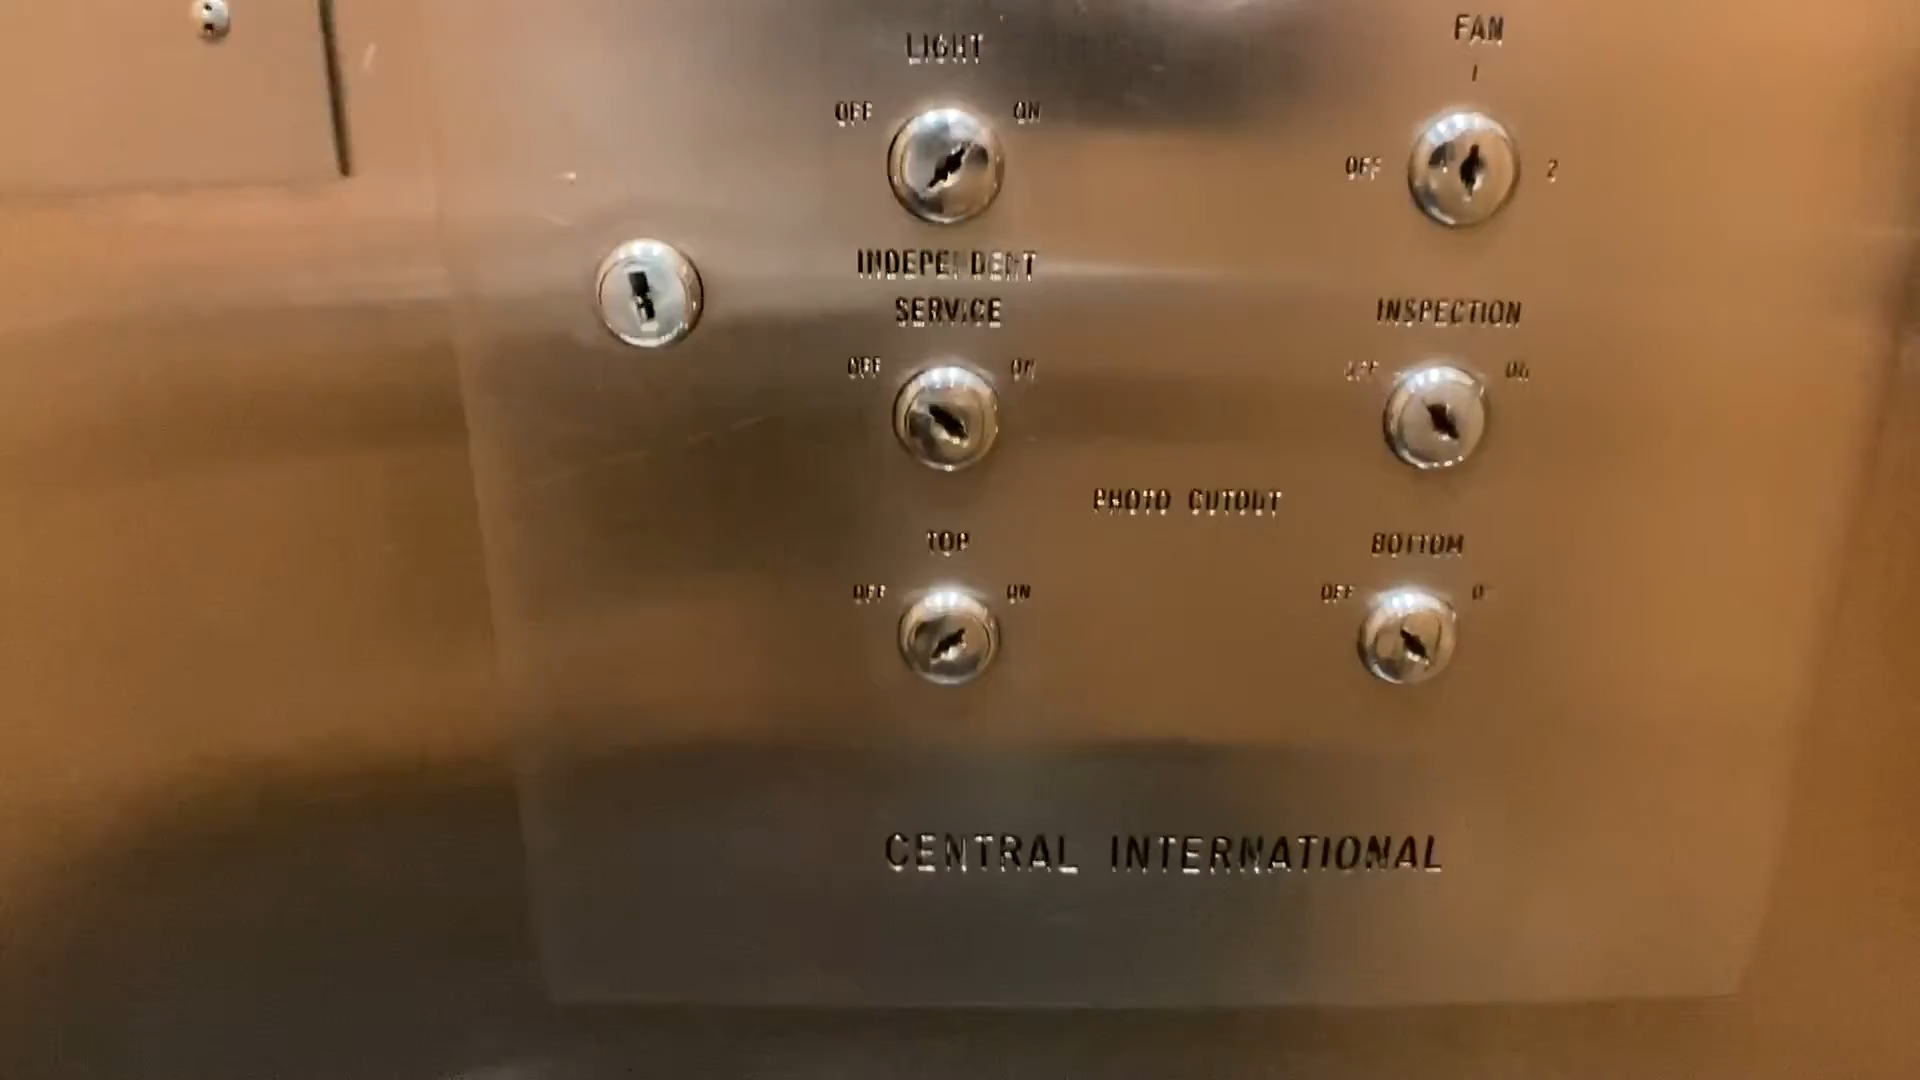 LIGHT
OFF ON
FAN
1
OFF 2
INDEPENDENT
SERVICE
OFF ON
INSPECTION
OFF ON
PHOTO CUTOUT
TOP
OFF ON
BOTTOM
OFF
CENTRAL INTERNATIONAL